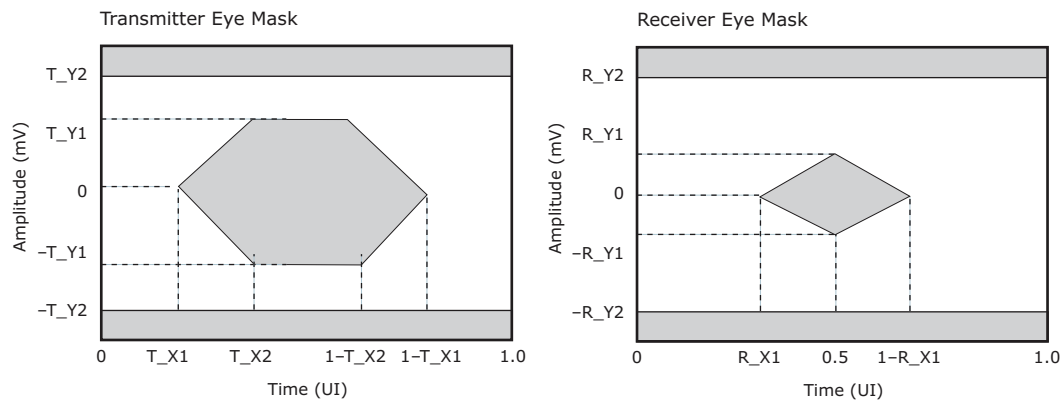 Transmitter Eye Mask
T_Y2
T_Y1
0
–T_Y1
–T_Y2
Amplitude (mV)
0
T_X1
T_X2
1–T_X2
1–T_X1
1.0
Time (UI)
Receiver Eye Mask
R_Y2
R_Y1
0
–R_Y1
–R_Y2
Amplitude (mV)
0
R_X1
0.5
1–R_X1
1.0
Time (UI)